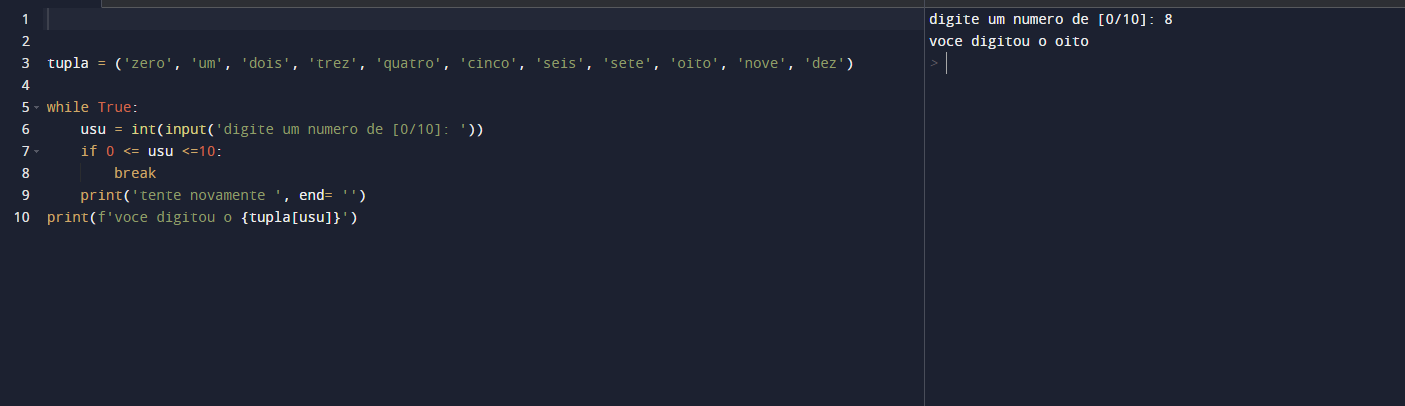 1
2
3 tupla = ('zero', 'um', 'dois', 'trez', 'quatro', 'cinco', 'seis', 'sete', 'oito', 'nove', 'dez')
4
5 while True:
6     usu = int(input('digite um numero de [0/10]: '))
7     if 0 <= usu <=10:
8         break
9     print('tente novamente ', end= '')
10 print(f'voce digitou o {tupla[usu]}')
digite um numero de [0/10]: 8
voce digitou o oito
>